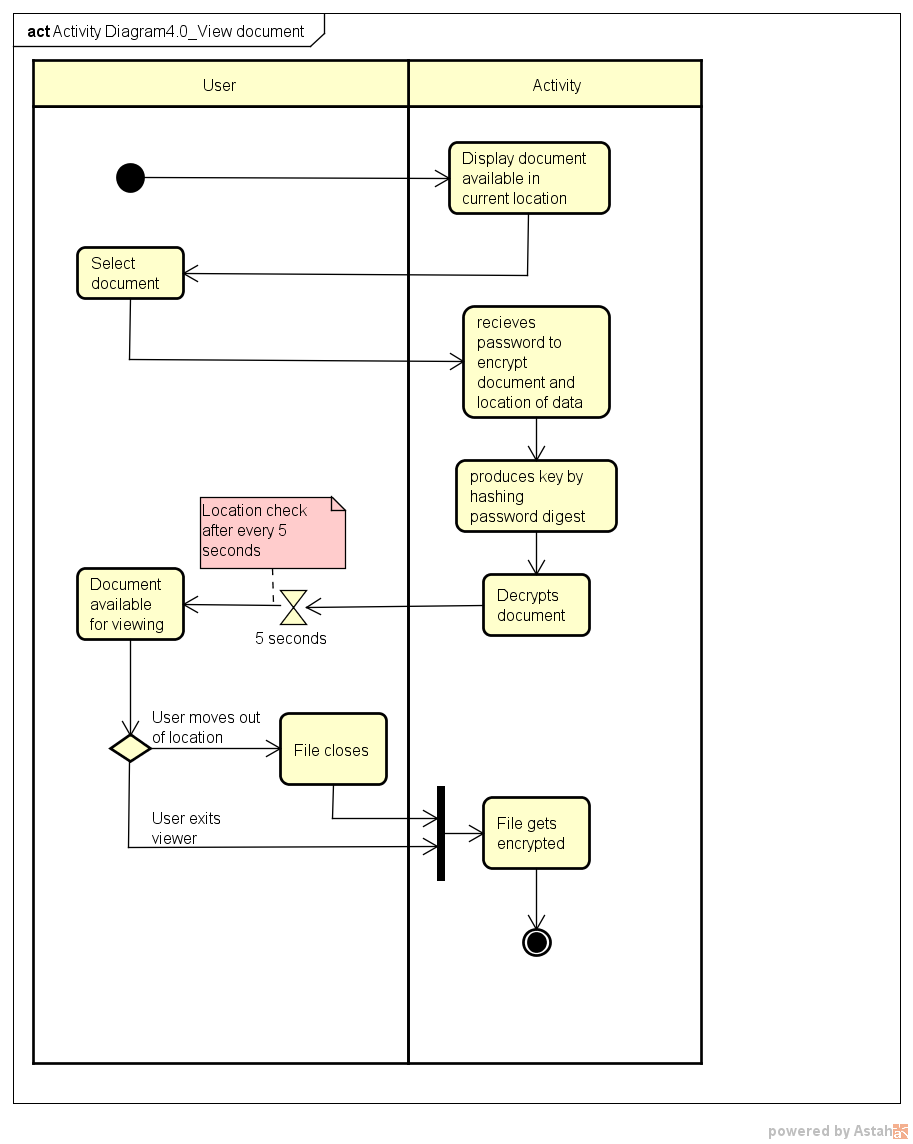 act Activity Diagram4.0_View document
User
Activity
Display document
available in
current location
Select
document
recieves
password to
encrypt
document and
location of data
produces key by
hashing
password digest
Location check
after every 5
seconds
Document
available
for viewing
5 seconds
Decrypts
document
User moves out
of location
File closes
User exits
viewer
File gets
encrypted
powered by Astah